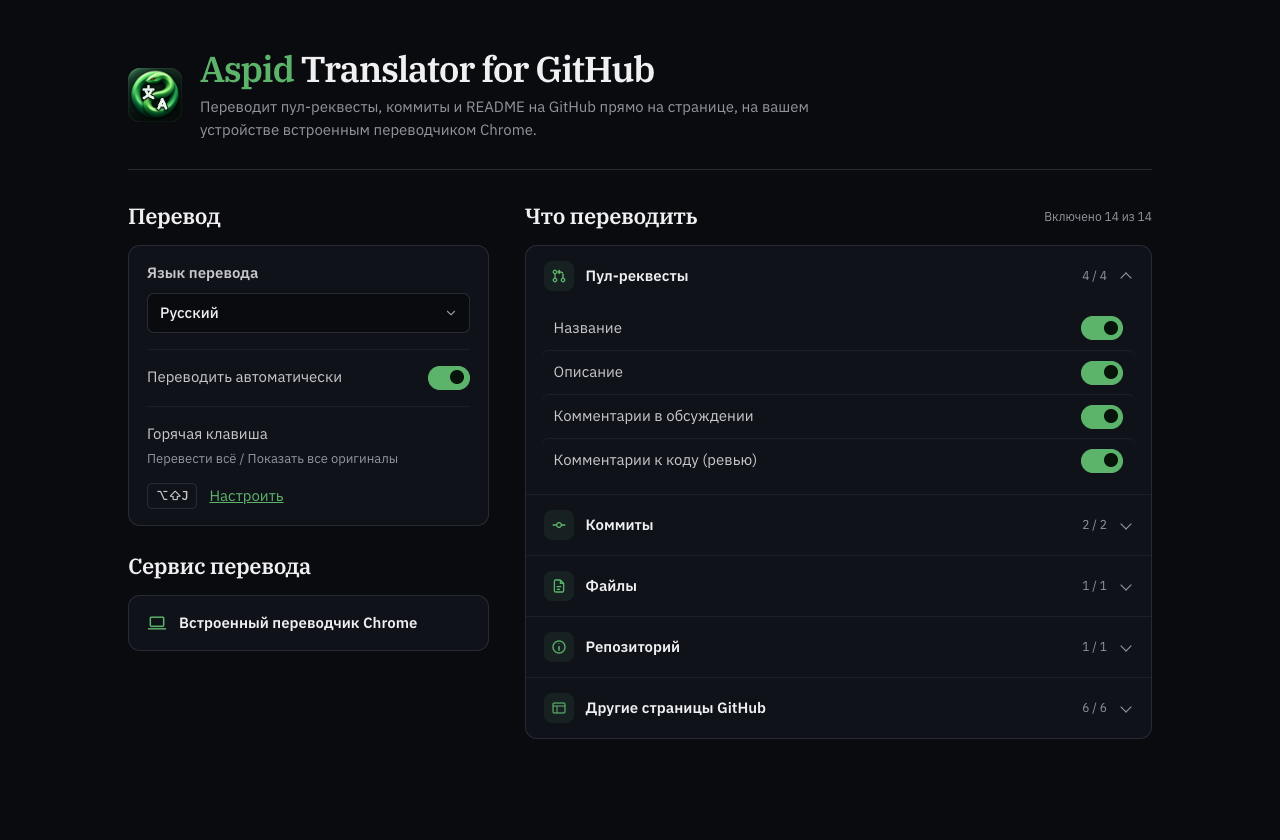 Aspid Translator for GitHub
Переводит пул-реквесты, коммиты и README на GitHub прямо на странице, на вашем
устройстве встроенным переводчиком Chrome.
Перевод
Язык перевода
Русский
Переводить автоматически
Горячая клавиша
Перевести всё / Показать все оригиналы
⌥⇧J
Настроить
Сервис перевода
Встроенный переводчик Chrome
Что переводить
Включено 14 из 14
Пул-реквесты
4 / 4
Название
Описание
Комментарии в обсуждении
Комментарии к коду (ревью)
Коммиты
2 / 2
Файлы
1 / 1
Репозиторий
1 / 1
Другие страницы GitHub
6 / 6